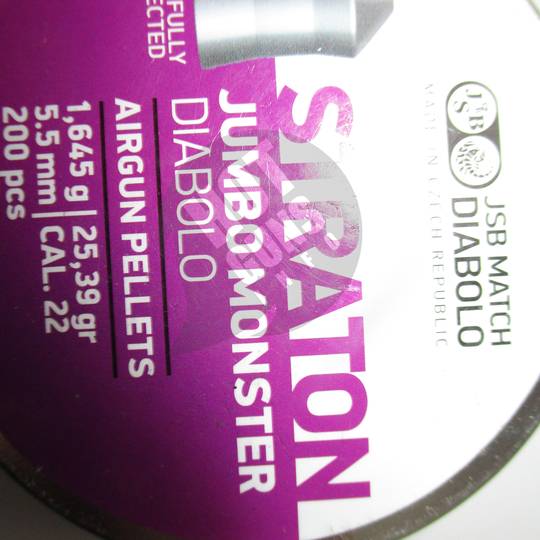 JSB
JSB MATCH
DIABOLO
MADE IN CZECH REPUBLIC
STRATON
JUMBO MONSTER
DIABOLO
AIRGUN PELLETS
1,645 g | 25,39 gr
5.5 mm | CAL. 22
200 pcs